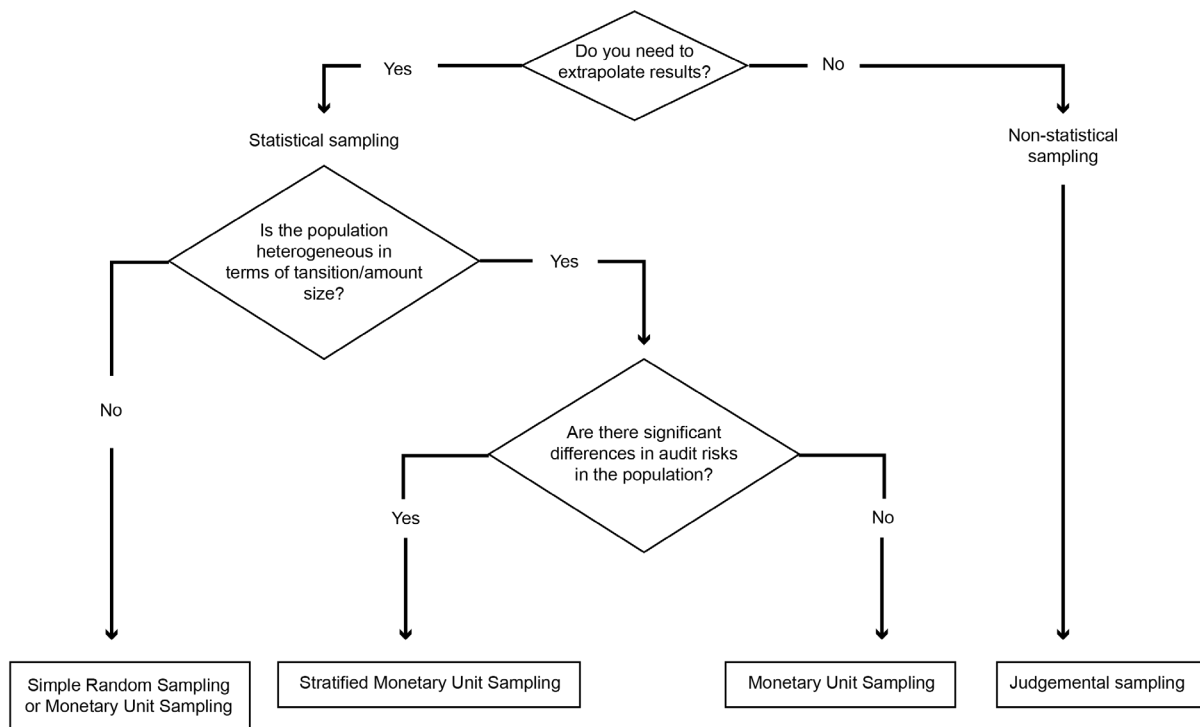 Do you need to
extrapolate results?
Yes
No
Statistical sampling
Non-statistical
sampling
Is the population
heterogeneous in
terms of tansition/amount
size?
Yes
No
Are there significant
differences in audit risks
in the population?
Yes
No
Simple Random Sampling
or Monetary Unit Sampling
Stratified Monetary Unit Sampling
Monetary Unit Sampling
Judgemental sampling